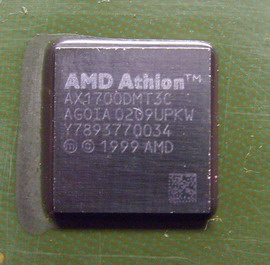 AMD Athlon™
AX1700DMT3C
AGOIA 0209UPKW
Y7893770034
ⓜ © 1999 AMD